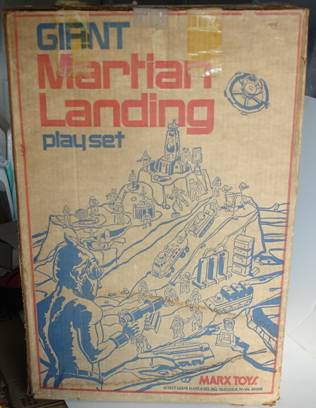 GIANT
Martian
Landing
play set
MARX TOYS